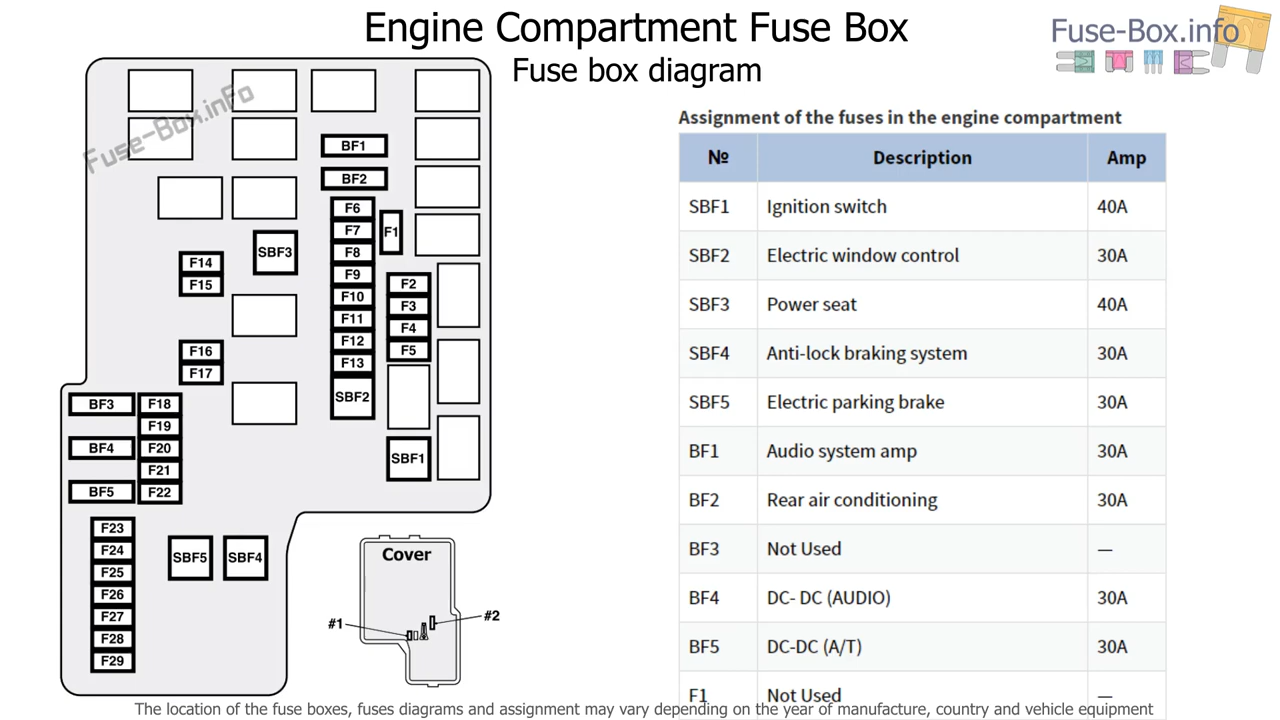 Engine Compartment Fuse Box
Fuse box diagram
Fuse-Box.info
Fuse-Box.inFo
BF1
BF2
F6
F7
F8
F9
F10
F11
F12
F13
SBF2
F1
F2
F3
F4
F5
SBF1
SBF3
F14
F15
F16
F17
BF3
BF4
BF5
F18
F19
F20
F21
F22
F23
F24
F25
F26
F27
F28
F29
SBF5
SBF4
Cover
#1
#2
Assignment of the fuses in the engine compartment
№ Description Amp
SBF1 Ignition switch 40A
SBF2 Electric window control 30A
SBF3 Power seat 40A
SBF4 Anti-lock braking system 30A
SBF5 Electric parking brake 30A
BF1 Audio system amp 30A
BF2 Rear air conditioning 30A
BF3 Not Used —
BF4 DC- DC (AUDIO) 30A
BF5 DC-DC (A/T) 30A
F1 Not Used —
The location of the fuse boxes, fuses diagrams and assignment may vary depending on the year of manufacture, country and vehicle equipment